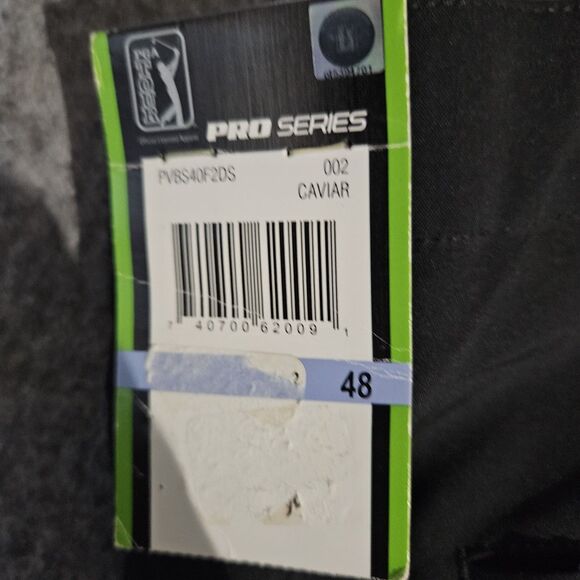 PGA
TOUR
PRO SERIES
PVBS40F2DS 002
CAVIAR
7 40700 62009 1
48